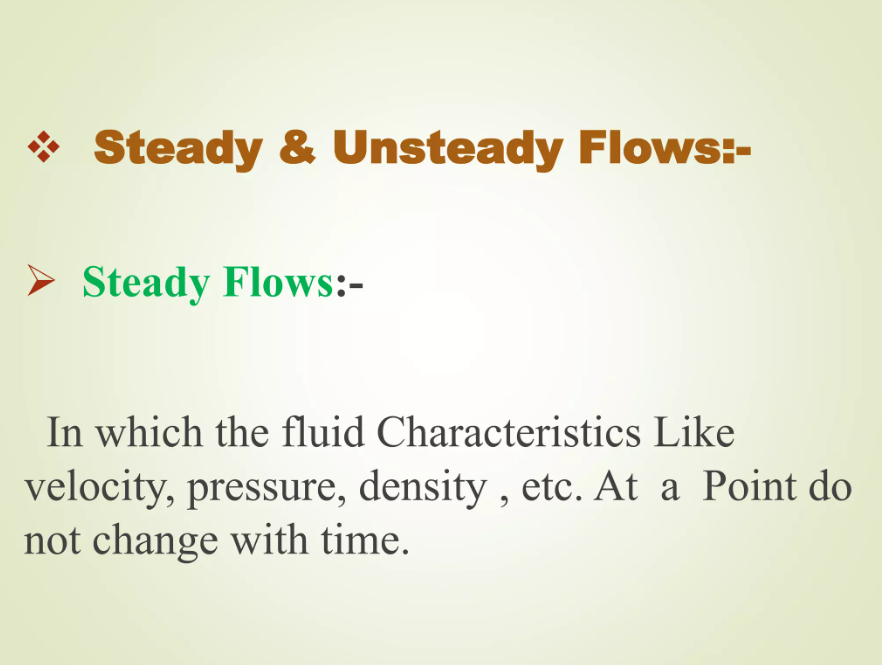 ❖ Steady & Unsteady Flows:-
➢ Steady Flows:-
In which the fluid Characteristics Like
velocity, pressure, density , etc. At a Point do
not change with time.